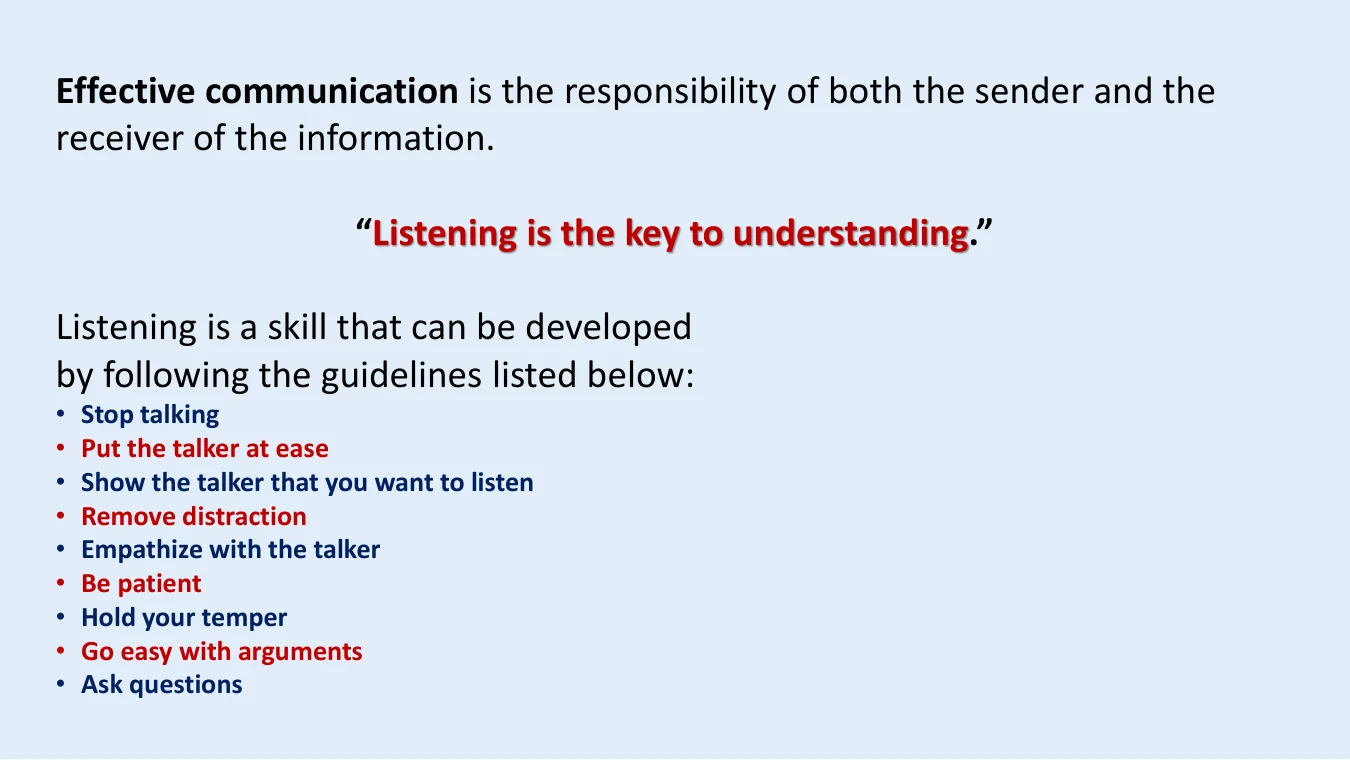 Effective communication is the responsibility of both the sender and the
receiver of the information.
“Listening is the key to understanding.”
Listening is a skill that can be developed
by following the guidelines listed below:
• Stop talking
• Put the talker at ease
• Show the talker that you want to listen
• Remove distraction
• Empathize with the talker
• Be patient
• Hold your temper
• Go easy with arguments
• Ask questions